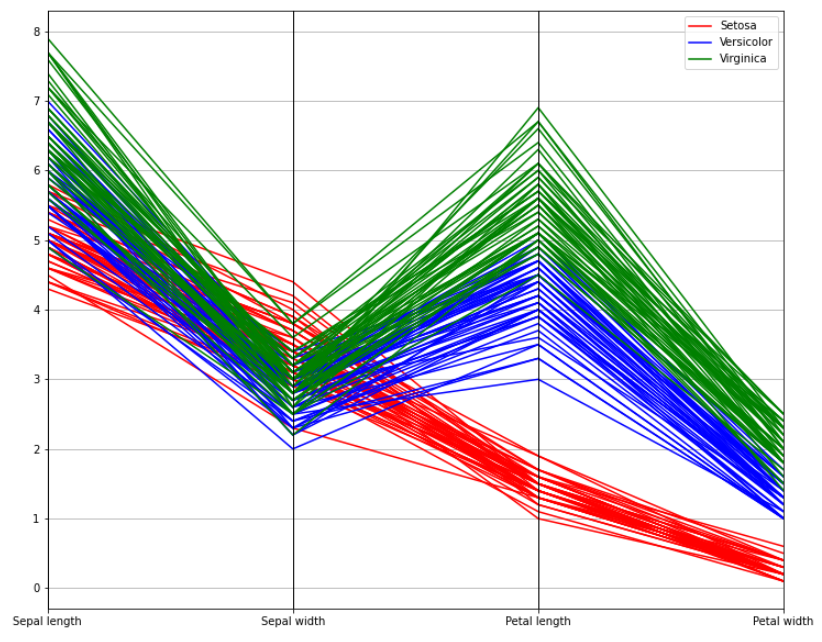 Setosa
Versicolor
Virginica
8
7
6
5
4
3
2
1
0
Sepal length Sepal width Petal length Petal width